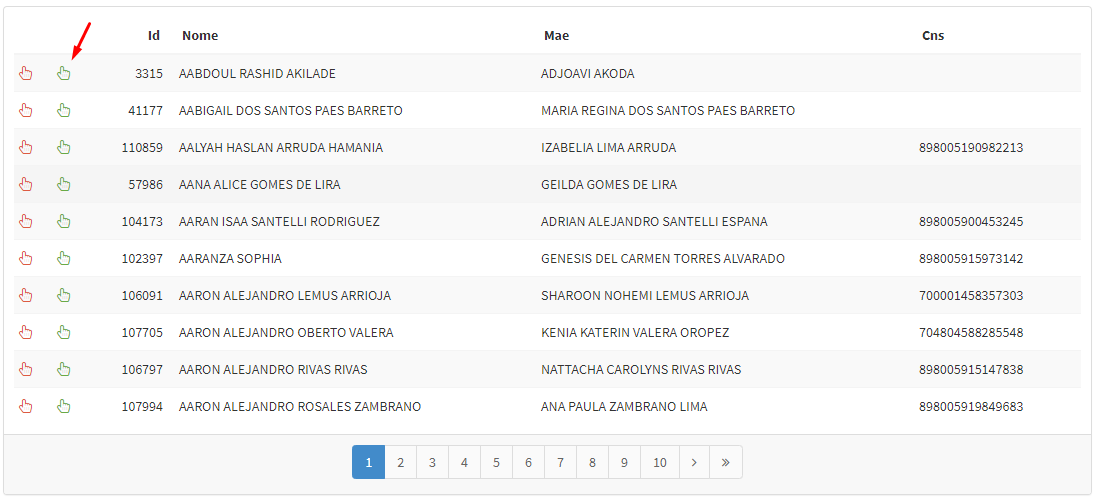 Id Nome Mae Cns
3315 AABDOUL RASHID AKILADE ADJOAVI AKODA
41177 AABIGAIL DOS SANTOS PAES BARRETO MARIA REGINA DOS SANTOS PAES BARRETO
110859 AALYAH HASLAN ARRUDA HAMANIA IZABELIA LIMA ARRUDA 898005190982213
57986 AANA ALICE GOMES DE LIRA GEILDA GOMES DE LIRA
104173 AARAN ISAA SANTELLI RODRIGUEZ ADRIAN ALEJANDRO SANTELLI ESPANA 898005900453245
102397 AARANZA SOPHIA GENESIS DEL CARMEN TORRES ALVARADO 898005915973142
106091 AARON ALEJANDRO LEMUS ARRIOJA SHAROON NOHEMI LEMUS ARRIOJA 700001458357303
107705 AARON ALEJANDRO OBERTO VALERA KENIA KATERIN VALERA OROPEZ 704804588285548
106797 AARON ALEJANDRO RIVAS RIVAS NATTACHA CAROLYNS RIVAS RIVAS 898005915147838
107994 AARON ALEJANDRO ROSALES ZAMBRANO ANA PAULA ZAMBRANO LIMA 898005919849683
1 2 3 4 5 6 7 8 9 10 › »